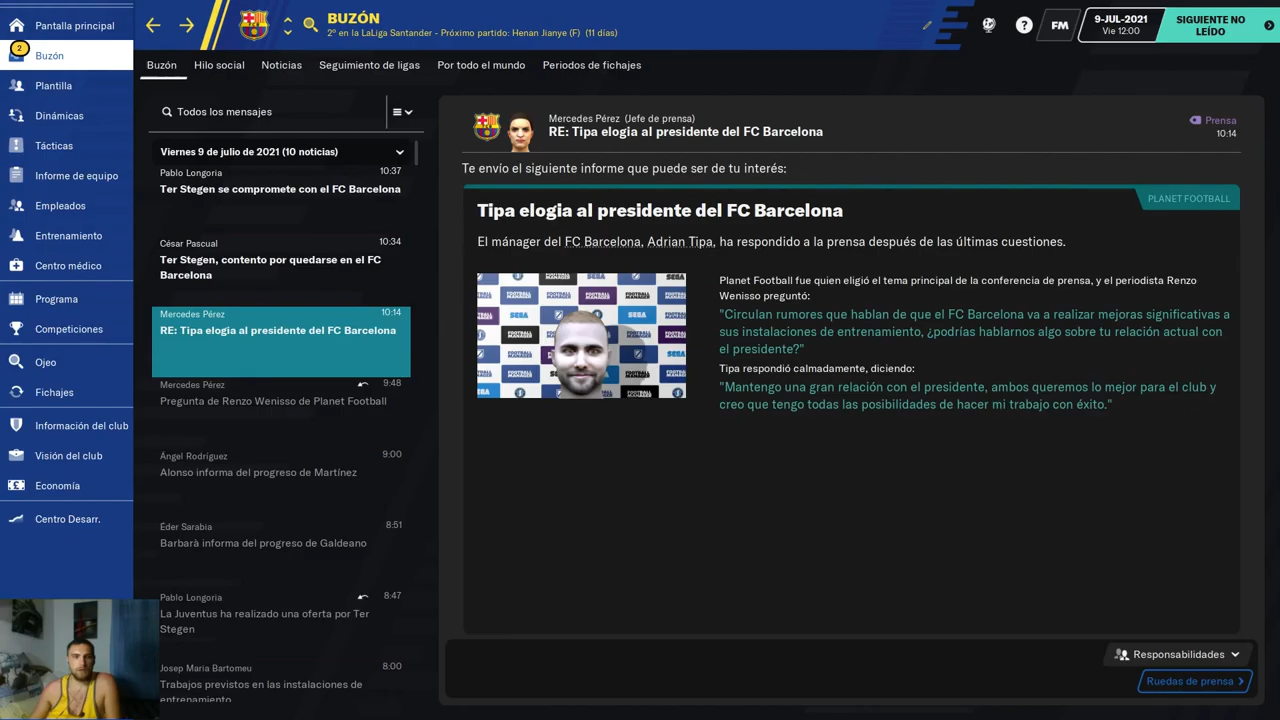 Pantalla principal
2
Buzón
Plantilla
Dinámicas
Tácticas
Informe de equipo
Empleados
Entrenamiento
Centro médico
Programa
Competiciones
Ojeo
Fichajes
Información del club
Visión del club
Economía
Centro Desarr.
BUZÓN
2º en la LaLiga Santander - Próximo partido: Henan Jianye (F) (11 días)
FM
9-JUL-2021
Vie 12:00
SIGUIENTE NO
LEÍDO
Buzón
Hilo social
Noticias
Seguimiento de ligas
Por todo el mundo
Periodos de fichajes
Todos los mensajes
Viernes 9 de julio de 2021 (10 noticias)
Pablo Longoria 10:37
Ter Stegen se compromete con el FC Barcelona
César Pascual 10:34
Ter Stegen, contento por quedarse en el FC
Barcelona
Mercedes Pérez 10:14
RE: Tipa elogia al presidente del FC Barcelona
Mercedes Pérez 9:48
Pregunta de Renzo Wenisso de Planet Football
Ángel Rodríguez 9:00
Alonso informa del progreso de Martínez
Éder Sarabia 8:51
Barbarà informa del progreso de Galdeano
Pablo Longoria 8:47
La Juventus ha realizado una oferta por Ter
Stegen
Josep Maria Bartomeu 8:00
Trabajos previstos en las instalaciones de
entrenamiento
Mercedes Pérez (Jefe de prensa)
RE: Tipa elogia al presidente del FC Barcelona
Prensa
10:14
Te envío el siguiente informe que puede ser de tu interés:
PLANET FOOTBALL
Tipa elogia al presidente del FC Barcelona
El mánager del FC Barcelona, Adrian Tipa, ha respondido a la prensa después de las últimas cuestiones.
Planet Football fue quien eligió el tema principal de la conferencia de prensa, y el periodista Renzo
Wenisso preguntó:
"Circulan rumores que hablan de que el FC Barcelona va a realizar mejoras significativas a
sus instalaciones de entrenamiento, ¿podrías hablarnos algo sobre tu relación actual con
el presidente?"
Tipa respondió calmadamente, diciendo:
"Mantengo una gran relación con el presidente, ambos queremos lo mejor para el club y
creo que tengo todas las posibilidades de hacer mi trabajo con éxito."
Responsabilidades
Ruedas de prensa